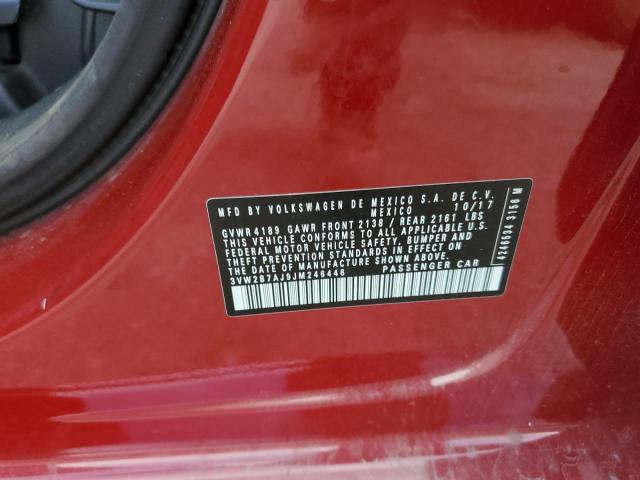 MFD BY VOLKSWAGEN DE MEXICO S.A. DE C.V.
MEXICO 10/17
GVWR 4189 GAWR FRONT 2138 / REAR 2161 LBS
THIS VEHICLE CONFORMS TO ALL APPLICABLE U.S.
FEDERAL MOTOR VEHICLE SAFETY, BUMPER AND
THEFT PREVENTION STANDARDS IN EFFECT ON
THE DATE OF MANUFACTURE SHOWN ABOVE
3VW2B7AJ9JM246446 PASSENGER CAR
4246934 3156 M